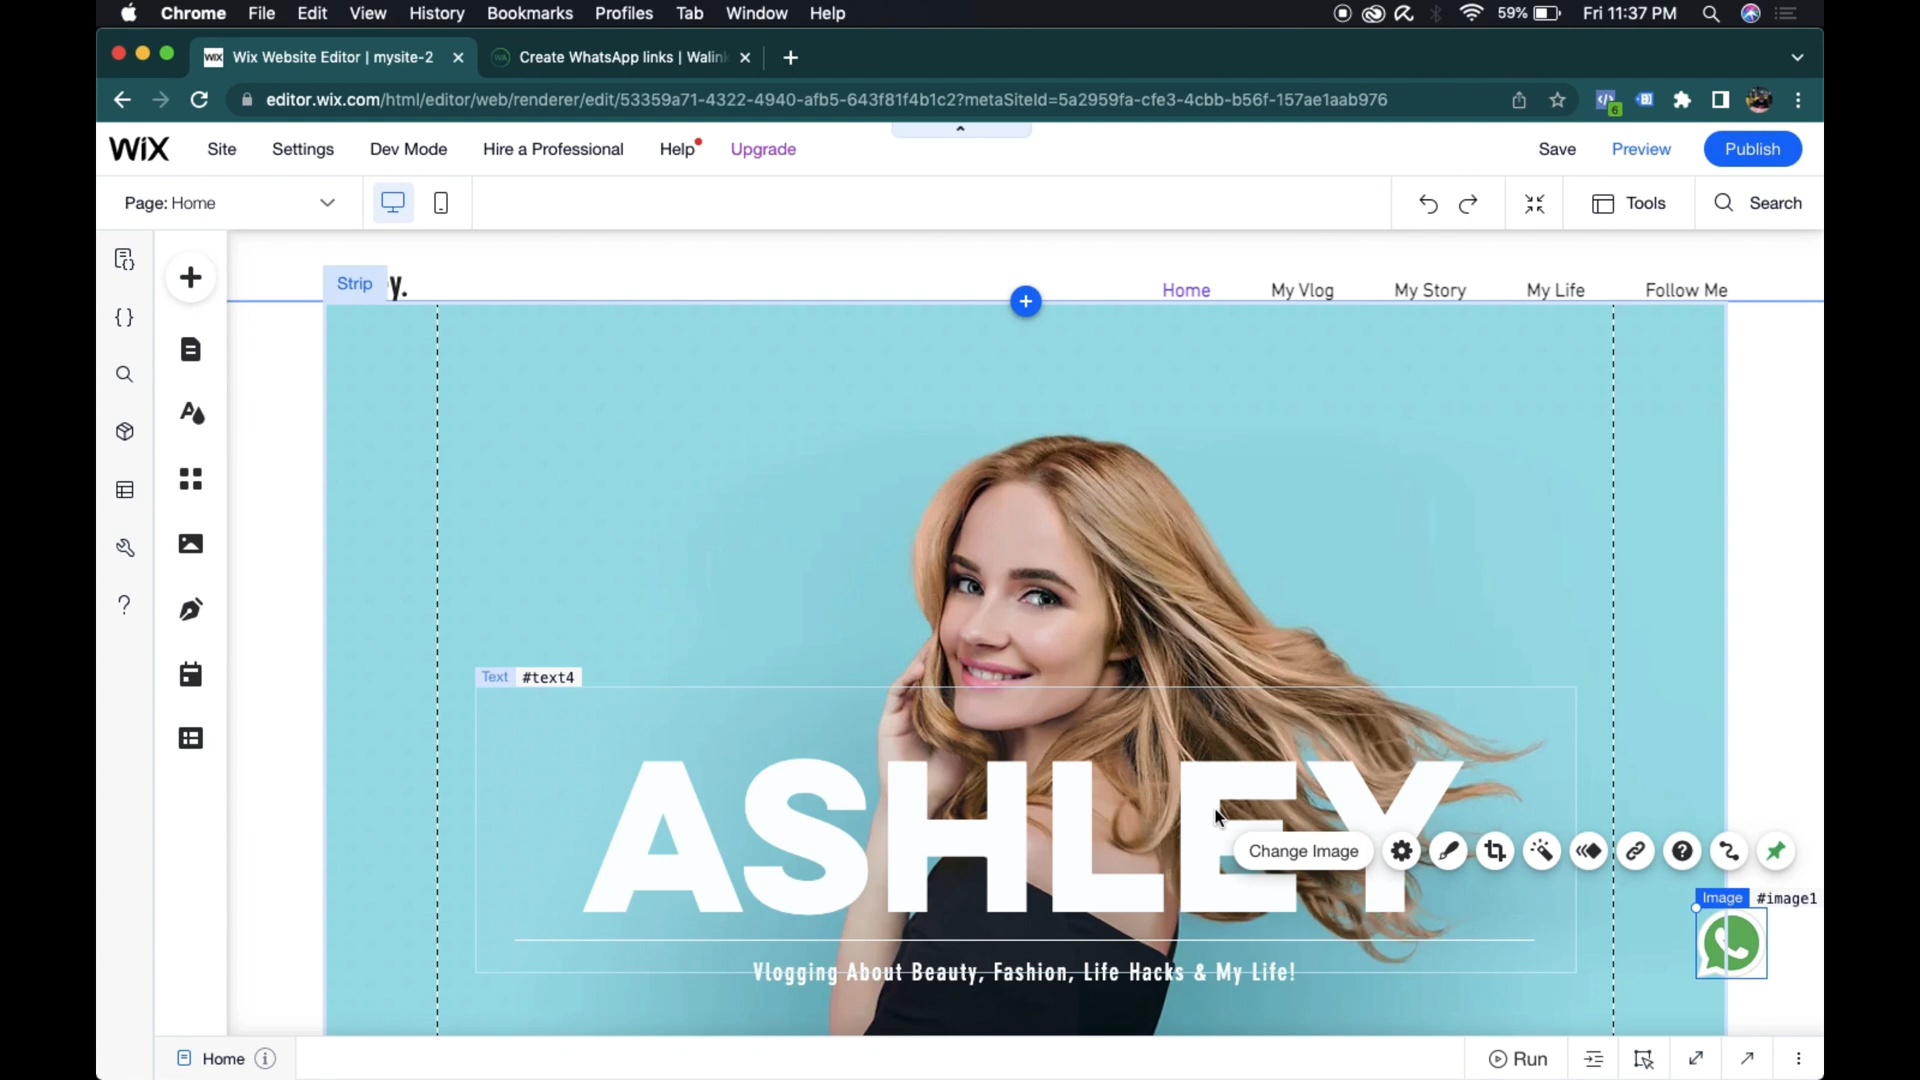 Chrome File Edit View History Bookmarks Profiles Tab Window Help 59% Fri 11:37 PM
WiX Wix Website Editor | mysite-2 WA Create WhatsApp links | Walink
editor.wix.com/html/editor/web/renderer/edit/53359a71-4322-4940-afb5-643f81f4b1c2?metaSiteId=5a2959fa-cfe3-4cbb-b56f-157ae1aab976 6
WiX Site Settings Dev Mode Hire a Professional Help Upgrade Save Preview Publish
Page: Home Tools Search
Strip y. Home My Vlog My Story My Life Follow Me
Text #text4
ASHLEY
Change Image
Image #image1
Vlogging About Beauty, Fashion, Life Hacks & My Life!
Home Run